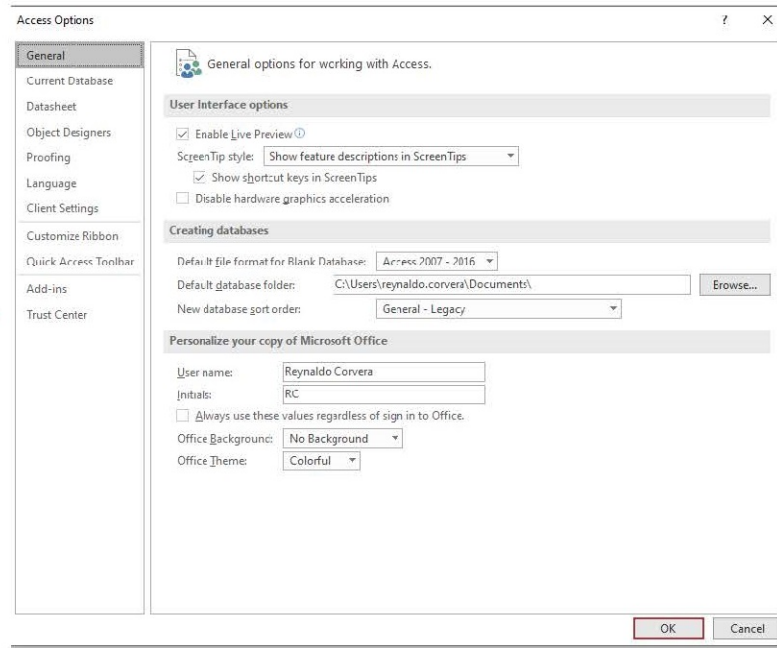 Access Options
?
General
Current Database
Datasheet
Object Designers
Proofing
Language
Client Settings
Customize Ribbon
Quick Access Toolbar
Add-ins
Trust Center
General options for working with Access.
User Interface options
Enable Live Preview
ScreenTip style: Show feature descriptions in ScreenTips
Show shortcut keys in ScreenTips
Disable hardware graphics acceleration
Creating databases
Default file format for Blank Database: Access 2007 - 2016
Default database folder: C:\Users\reynaldo.corvera\Documents\ Browse...
New database sort order: General - Legacy
Personalize your copy of Microsoft Office
User name: Reynaldo Corvera
Initials: RC
Always use these values regardless of sign in to Office.
Office Background: No Background
Office Theme: Colorful
OK Cancel